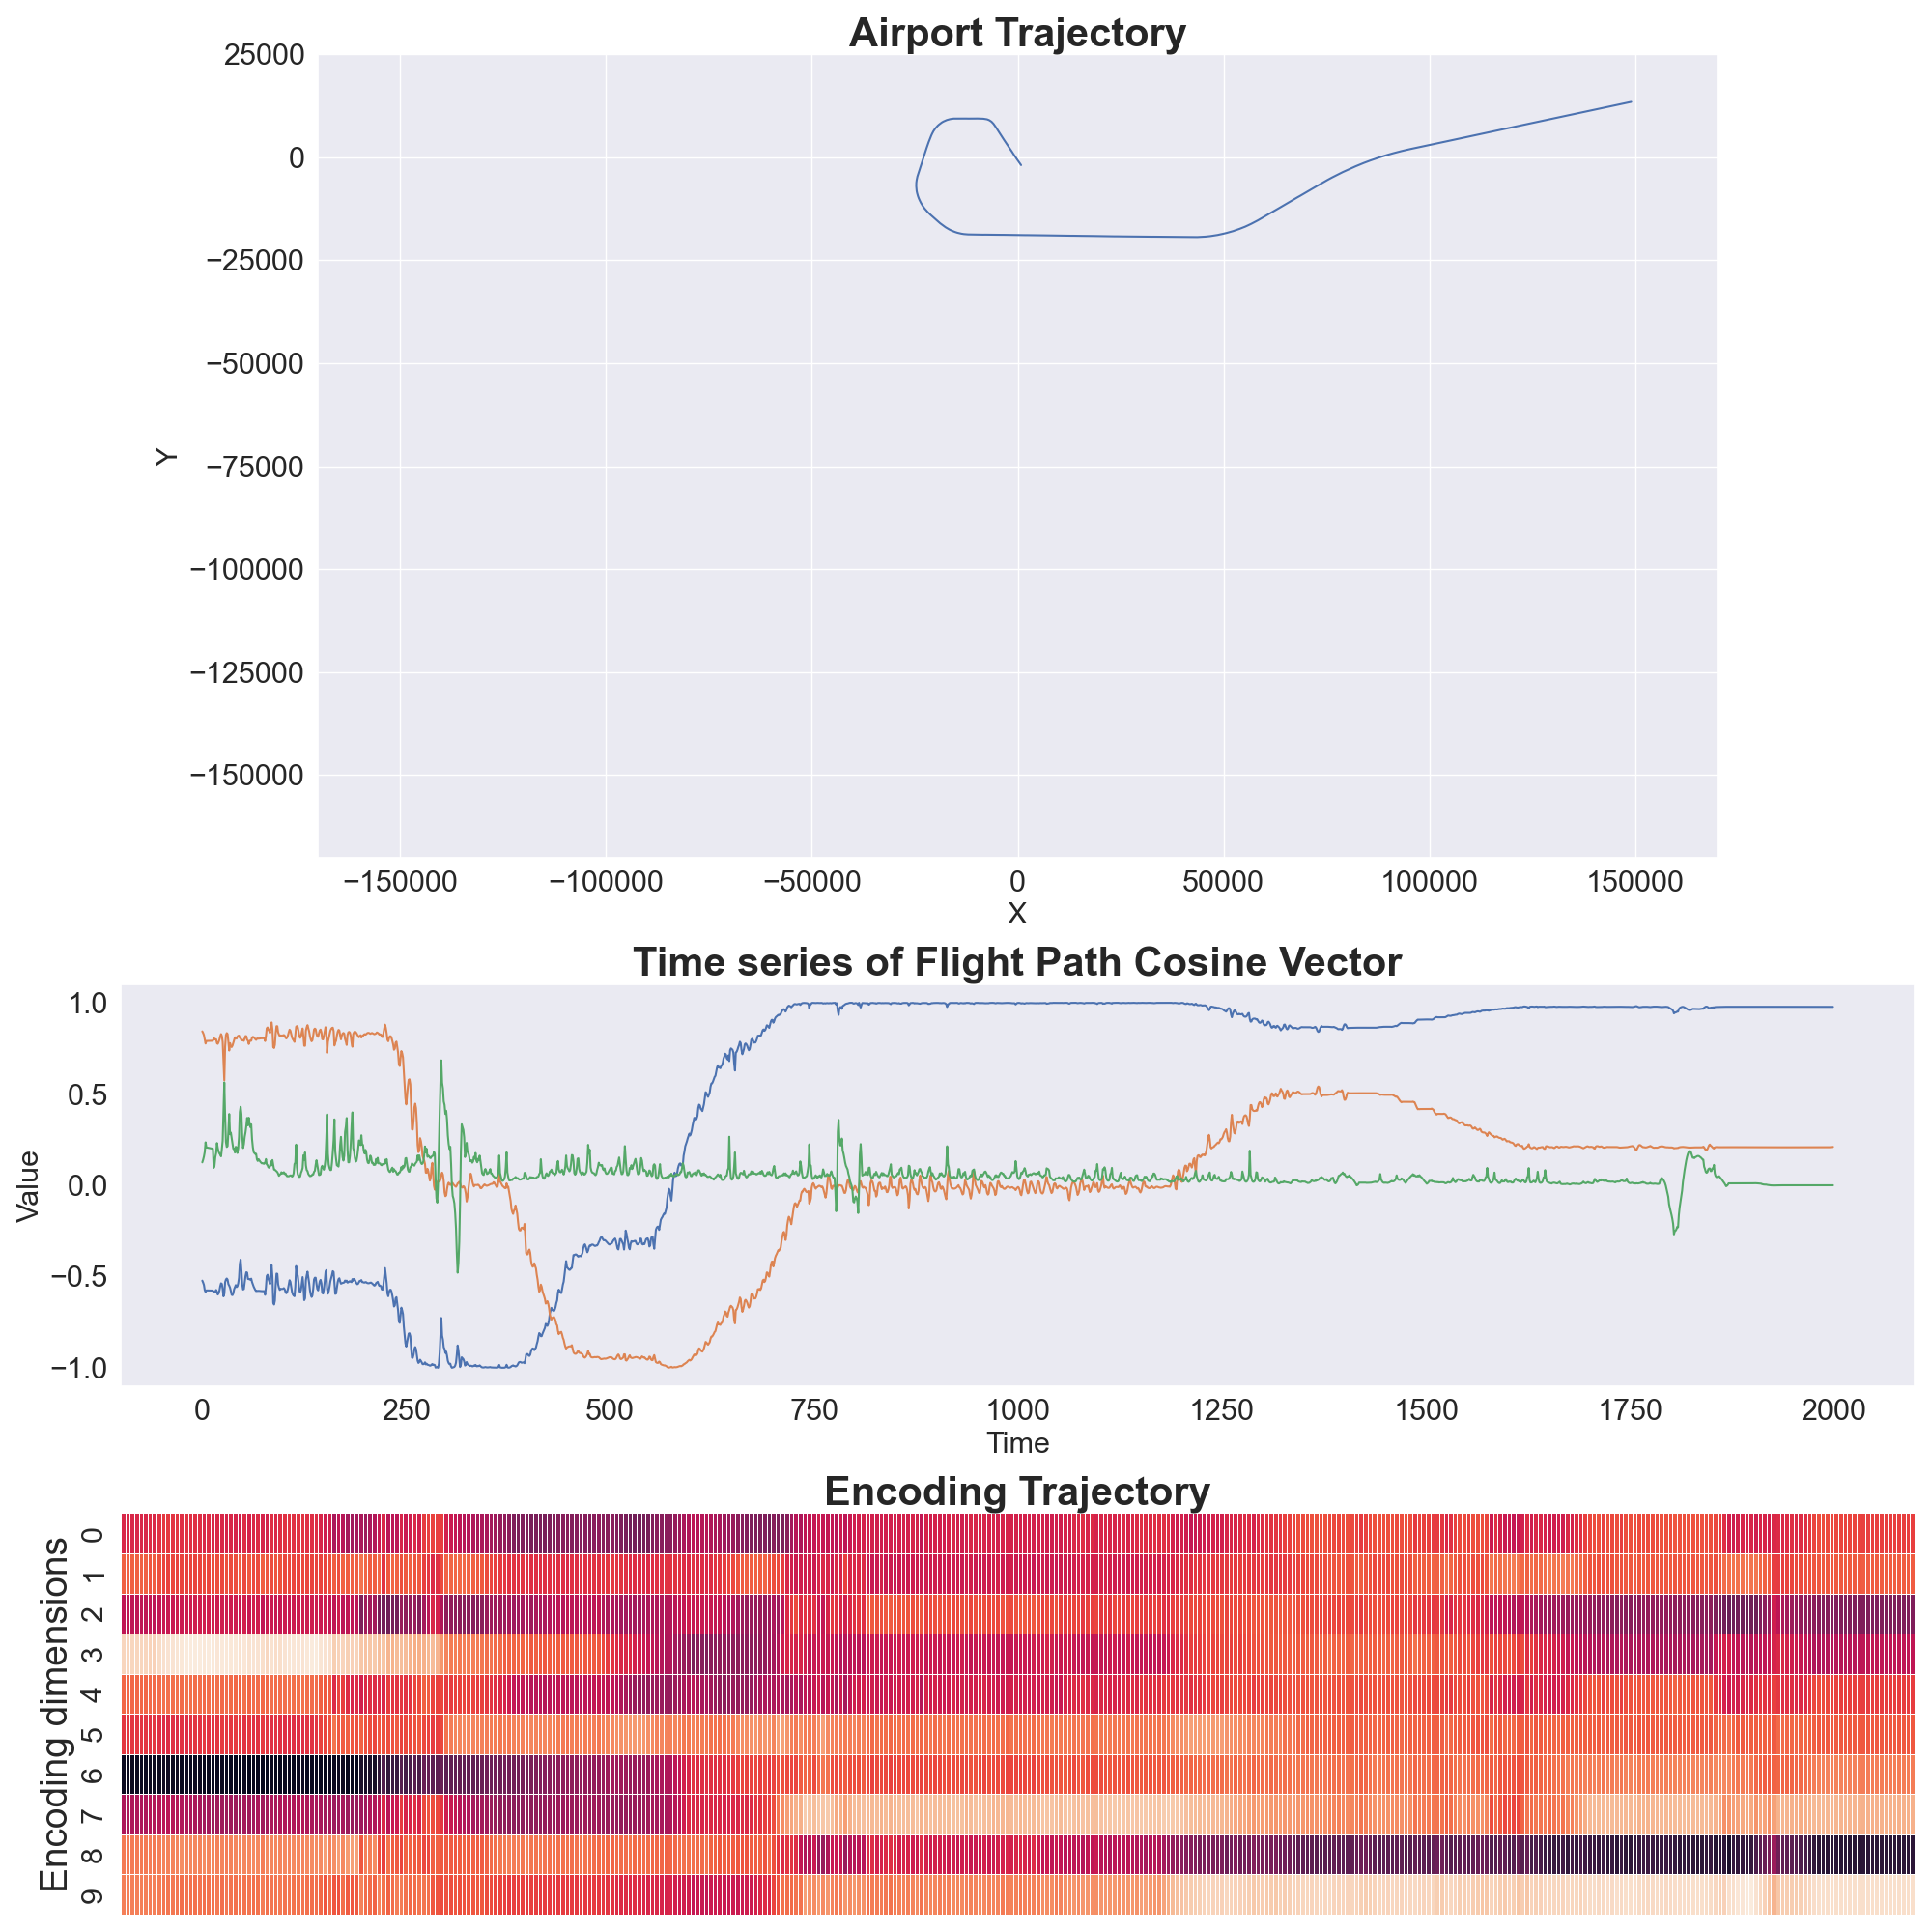 Airport Trajectory
25000
0
−25000
−50000
−75000
−100000
−125000
−150000
Y
−150000 −100000 −50000 0 50000 100000 150000
X
Time series of Flight Path Cosine Vector
1.0
0.5
0.0
−0.5
−1.0
Value
0 250 500 750 1000 1250 1500 1750 2000
Time
Encoding Trajectory
Encoding dimensions
0
1
2
3
4
5
6
7
8
9